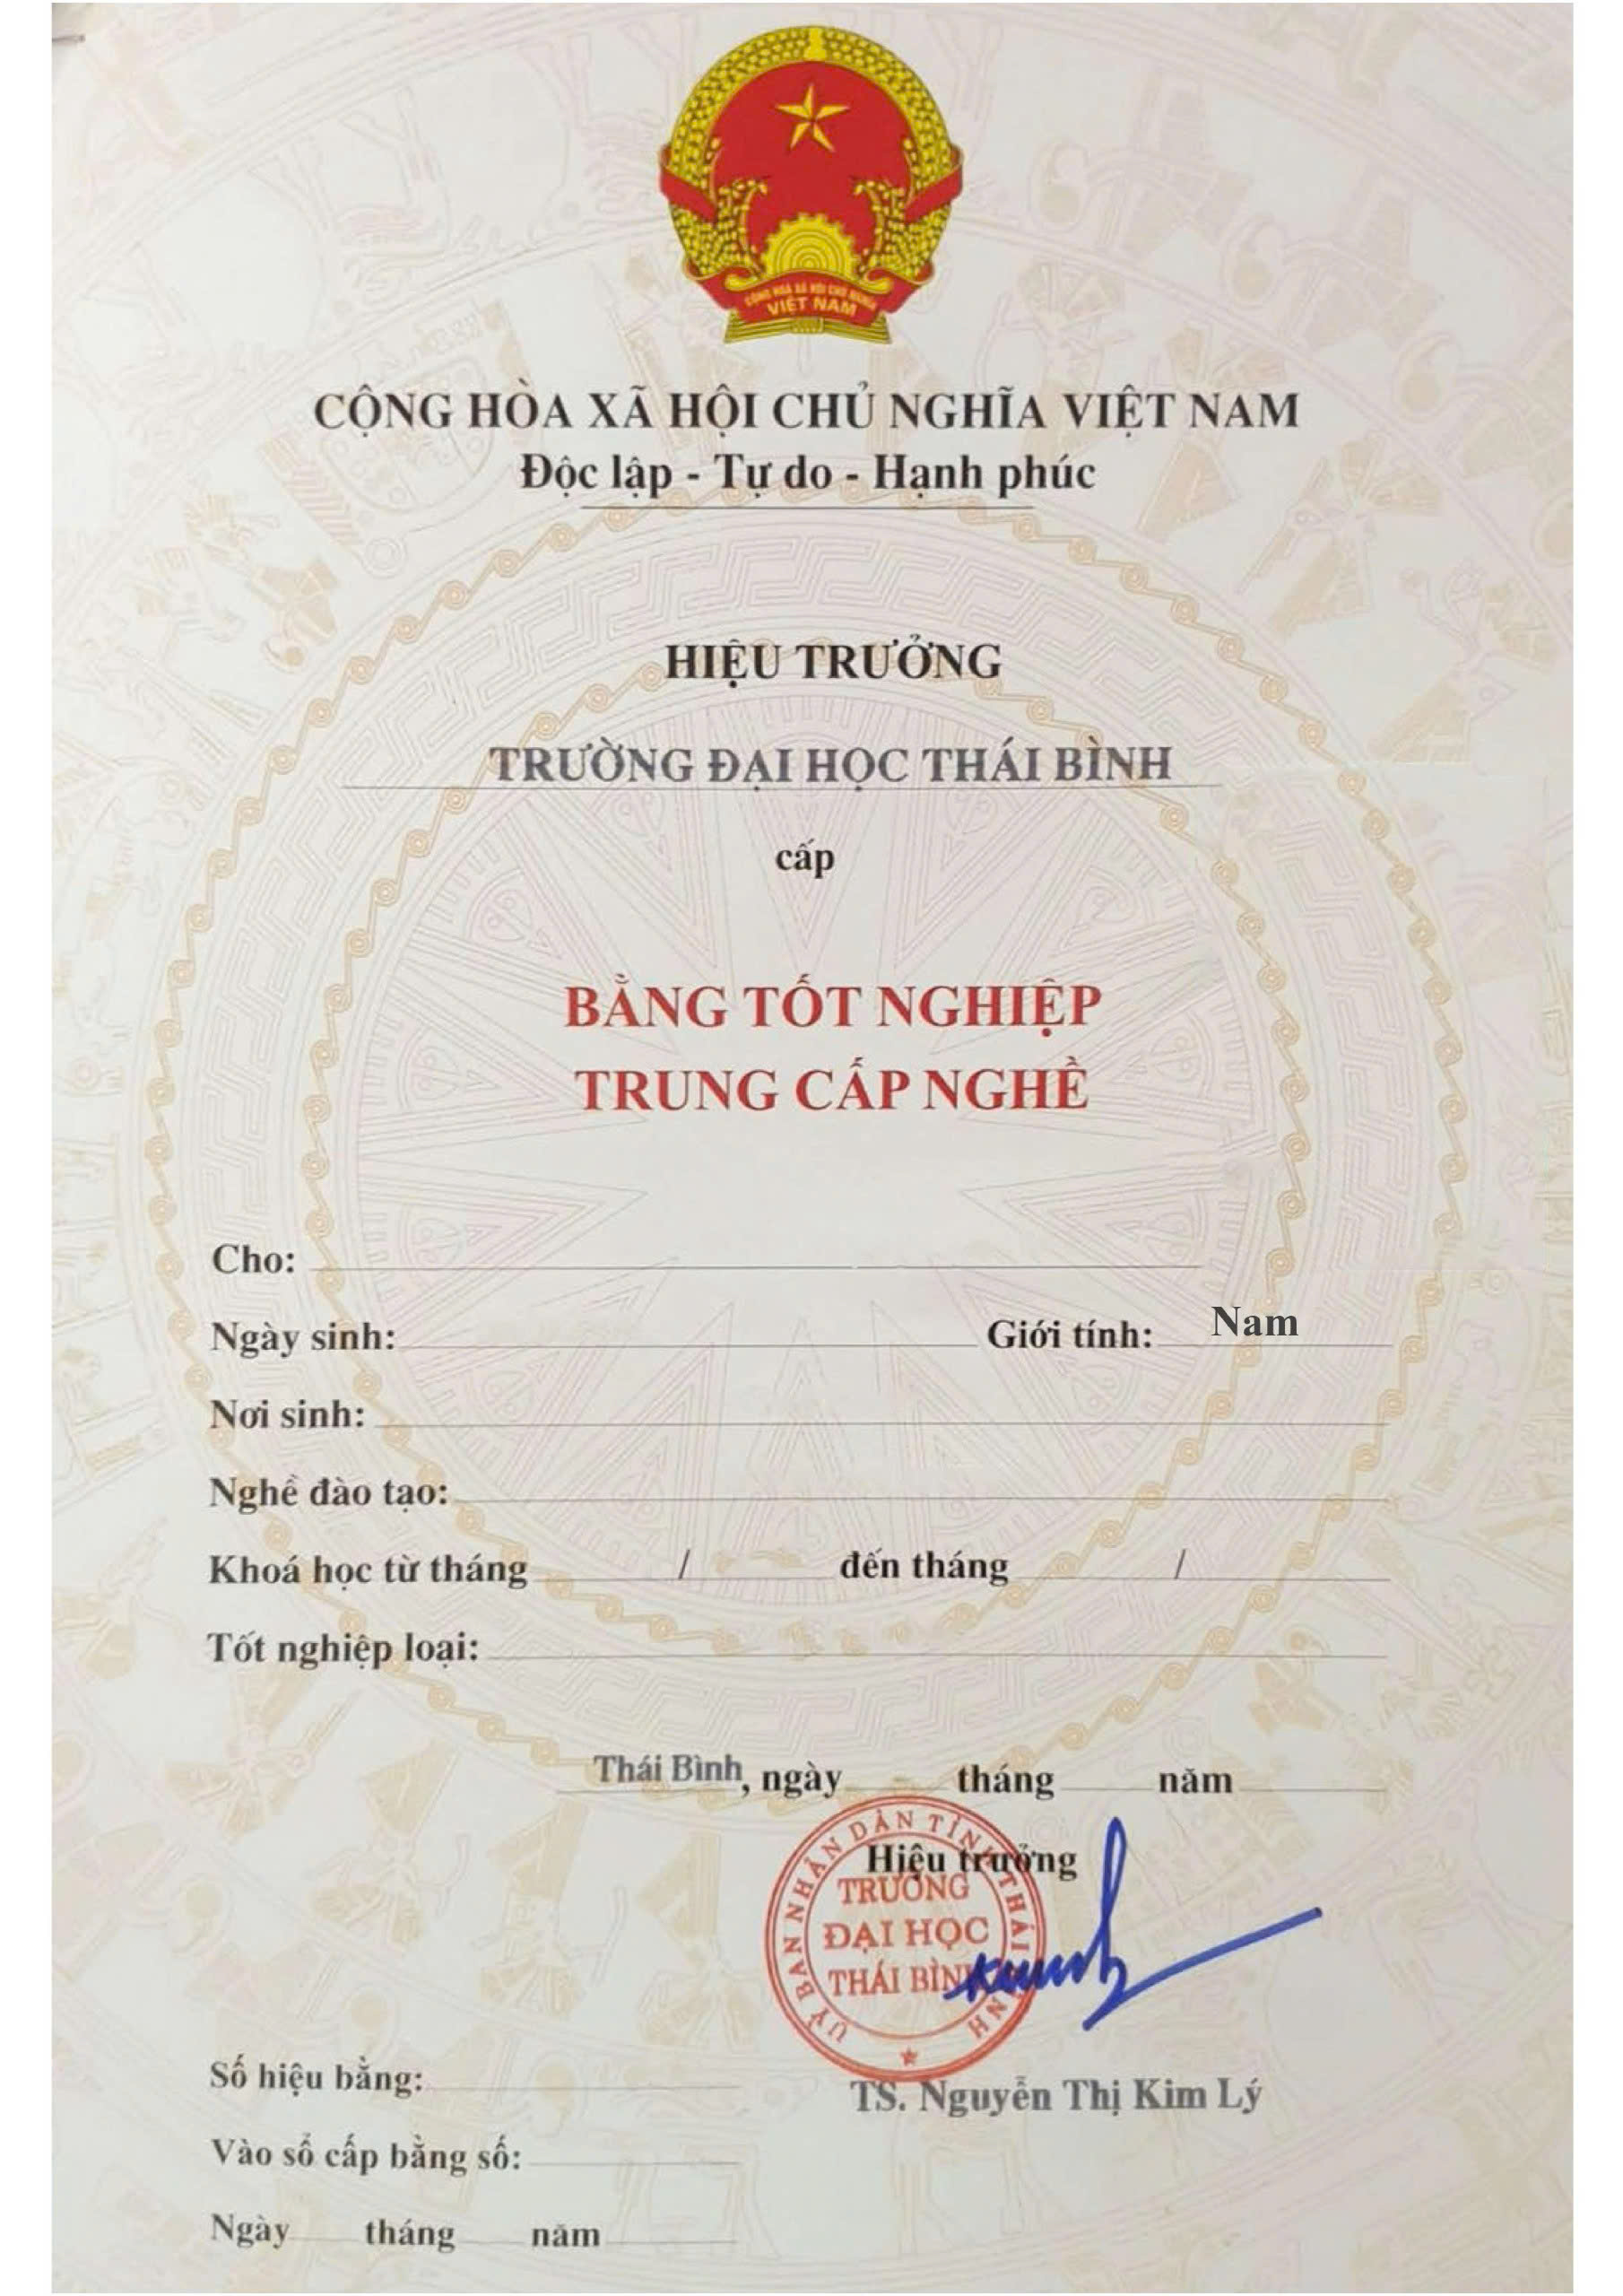 CỘNG HOÀ XÃ HỘI CHỦ NGHĨA
VIỆT NAM
CỘNG HÒA XÃ HỘI CHỦ NGHĨA VIỆT NAM
Độc lập - Tự do - Hạnh phúc
HIỆU TRƯỞNG
TRƯỜNG ĐẠI HỌC THÁI BÌNH
cấp
BẰNG TỐT NGHIỆP
TRUNG CẤP NGHỀ
Cho:
Ngày sinh: Giới tính: Nam
Nơi sinh:
Nghề đào tạo:
Khoá học từ tháng / đến tháng /
Tốt nghiệp loại:
Thái Bình, ngày tháng năm
Hiệu trưởng
UỶ BAN NHÂN DÂN TỈNH THÁI BÌNH
TRƯỜNG
ĐẠI HỌC
THÁI BÌNH
TS. Nguyễn Thị Kim Lý
Số hiệu bằng:
Vào sổ cấp bằng số:
Ngày tháng năm